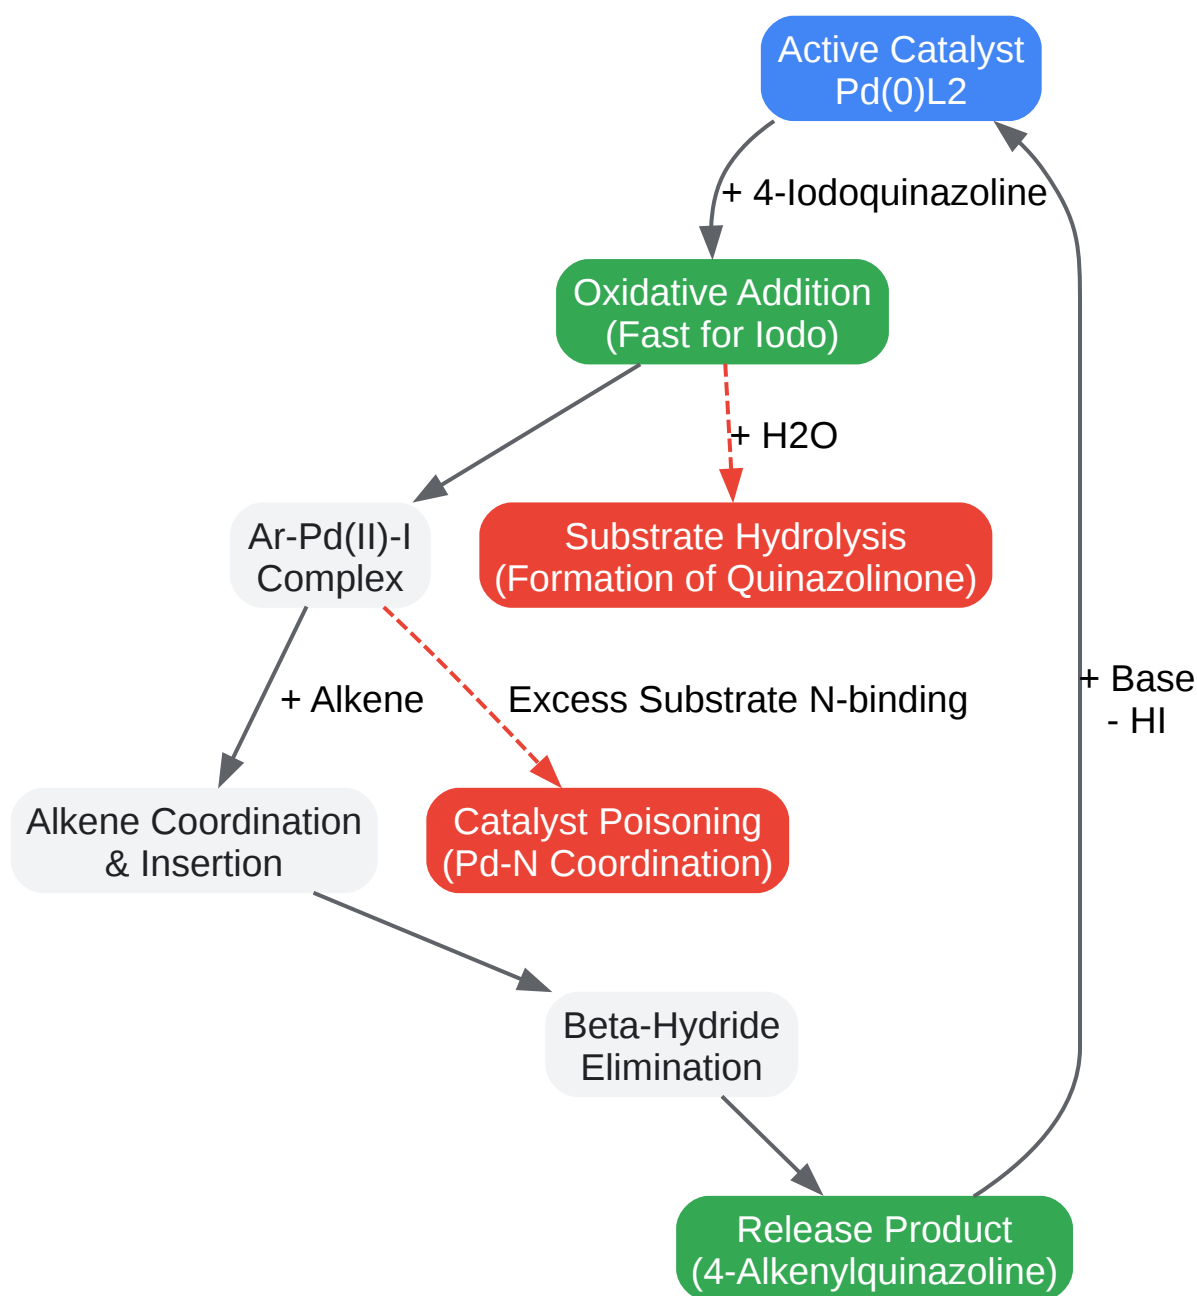 Active Catalyst
Pd(0)L2
+ 4-Iodoquinazoline
Oxidative Addition
(Fast for Iodo)
+ H2O
Ar-Pd(II)-I
Complex
Substrate Hydrolysis
(Formation of Quinazolinone)
+ Alkene
Excess Substrate N-binding
+ Base
- HI
Alkene Coordination
& Insertion
Catalyst Poisoning
(Pd-N Coordination)
Beta-Hydride
Elimination
Release Product
(4-Alkenylquinazoline)